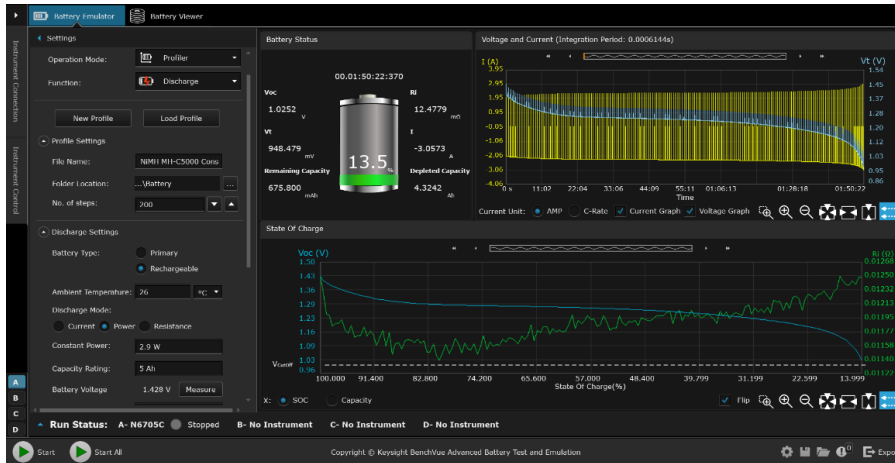 Battery Emulator
Battery Viewer
Instrument Connection
Instrument Control
Settings
Operation Mode: Profiler
Function: Discharge
New Profile Load Profile
Profile Settings
File Name: NiMH MH-C5000 Cons
Folder Location: ...\Battery ...
No. of steps: 200
Discharge Settings
Battery Type: Primary
Rechargeable
Ambient Temperature: 26 °C
Discharge Mode:
Current Power Resistance
Constant Power: 2.9 W
Capacity Rating: 5 Ah
Battery Voltage 1.428 V Measure
Battery Status
00.01:50:22:370
Voc Ri
1.0252 V 12.4779 mΩ
Vt I
948.479 mV -3.0573 A
13.5 %
Remaining Capacity Depleted Capacity
675.800 mAh 4.3242 Ah
Voltage and Current (Integration Period: 0.0006144s)
I (A) Vt (V)
3.95 1.54
2.95 1.45
1.95 1.37
0.95 1.28
-0.05 1.20
-1.06 1.12
-2.06 1.03
-3.06 0.95
-4.06 0.86
0 s 11:02 22:04 33:06 44:09 55:11 01:06:13 01:28:18 01:50:22
Time
Current Unit: AMP C-Rate Current Graph Voltage Graph
State Of Charge
Voc (V) Ri (Ω)
1.50 0.01268
1.43 0.01250
1.36 0.01232
1.29 0.01213
1.23 0.01195
1.16 0.01177
1.09 0.01158
1.03 0.01140
0.96 0.01122
Vcutoff
100.000 91.400 82.800 74.200 65.600 57.000 48.400 39.799 31.199 22.599 13.999
State Of Charge(%)
X: SOC Capacity Flip
A
B
C
D
Run Status: A- N6705C Stopped B- No Instrument C- No Instrument D- No Instrument
Start Start All Copyright © Keysight BenchVue Advanced Battery Test and Emulation 0 Expo